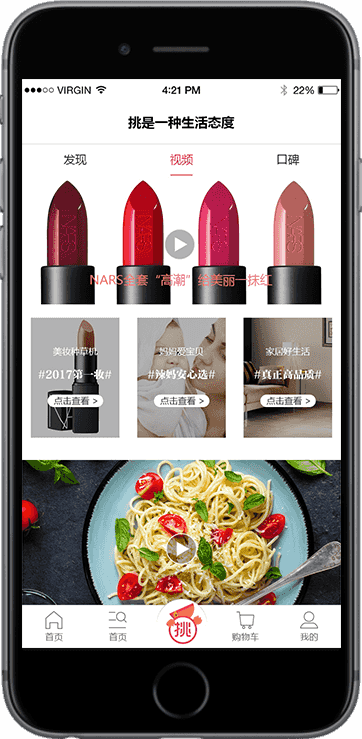 VIRGIN
4:21 PM
22%
挑是一种生活态度
发现
视频
口碑
NARS全套“高潮”给美丽一抹红
美妆种草机
#2017第一妆#
点击查看 >
妈妈爱宝贝
#辣妈安心选#
点击查看 >
家居好生活
#真正高品质#
点击查看 >
首页
首页
挑
购物车
我的